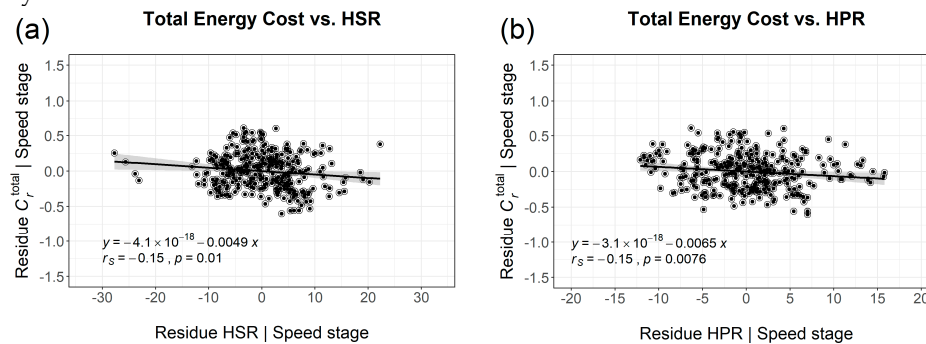 y
Total Energy Cost vs. HSR
(a)
1.5
1.0
0.5
0.0
-0.5
-1.0
-1.5
Residue C_r^total | Speed stage
y = −4.1 × 10^−18 − 0.0049 x
r_S = −0.15 , p = 0.01
-30 -20 -10 0 10 20 30
Residue HSR | Speed stage
Total Energy Cost vs. HPR
(b)
1.5
1.0
0.5
0.0
-0.5
-1.0
-1.5
Residue C_r^total | Speed stage
y = −3.1 × 10^−18 − 0.0065 x
r_S = −0.15 , p = 0.0076
-20 -15 -10 -5 0 5 10 15 20
Residue HPR | Speed stage